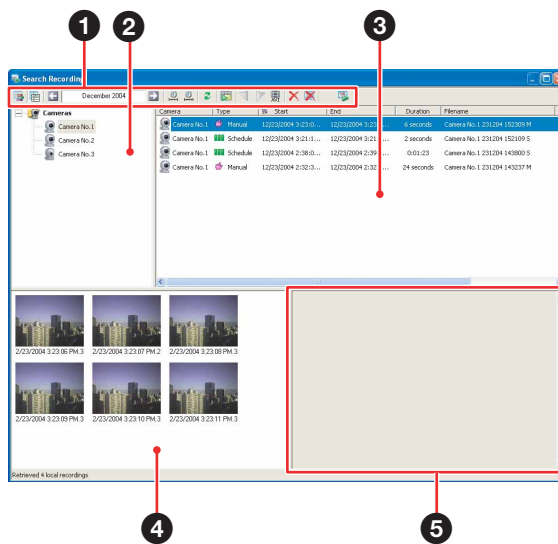 1 2 3
Search Recording
December 2004
Cameras
Camera No.1
Camera No.2
Camera No.3
Camera Type Start End Duration Filename
Camera No.1 Manual 12/23/2004 3:23:0... 12/23/2004 3:23... 6 seconds Camera No.1 231204 152309 M
Camera No.1 Schedule 12/23/2004 3:21:1... 12/23/2004 3:21... 2 seconds Camera No.1 231204 152109 S
Camera No.1 Schedule 12/23/2004 2:38:0... 12/23/2004 2:39... 0:01:23 Camera No.1 231204 143800 S
Camera No.1 Manual 12/23/2004 2:32:3... 12/23/2004 2:32... 24 seconds Camera No.1 231204 143237 M
2/23/2004 3:23:06 PM.3 2/23/2004 3:23:07 PM.2 2/23/2004 3:23:08 PM.3
2/23/2004 3:23:09 PM.3 2/23/2004 3:23:10 PM.3 2/23/2004 3:23:11 PM.3
Retrieved 4 local recordings
4 5